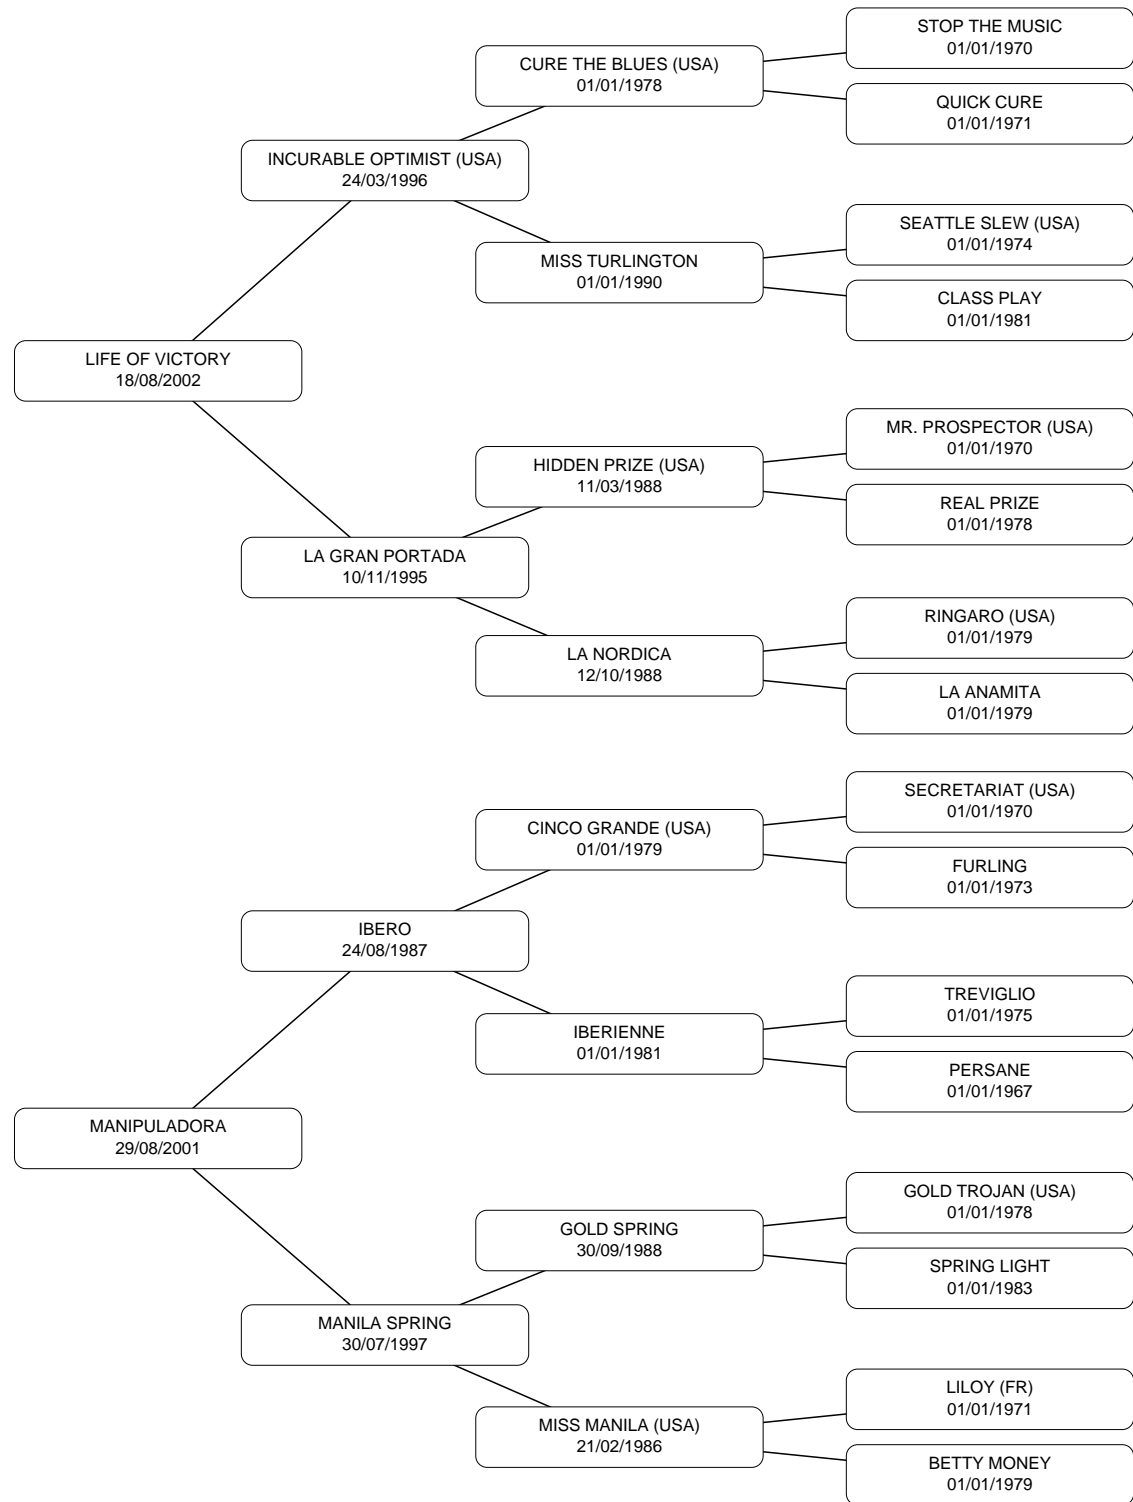 STOP THE MUSIC
01/01/1970
CURE THE BLUES (USA)
01/01/1978
QUICK CURE
01/01/1971
INCURABLE OPTIMIST (USA)
24/03/1996
SEATTLE SLEW (USA)
01/01/1974
MISS TURLINGTON
01/01/1990
CLASS PLAY
01/01/1981
LIFE OF VICTORY
18/08/2002
MR. PROSPECTOR (USA)
01/01/1970
HIDDEN PRIZE (USA)
11/03/1988
REAL PRIZE
01/01/1978
LA GRAN PORTADA
10/11/1995
RINGARO (USA)
01/01/1979
LA NORDICA
12/10/1988
LA ANAMITA
01/01/1979
SECRETARIAT (USA)
01/01/1970
CINCO GRANDE (USA)
01/01/1979
FURLING
01/01/1973
IBERO
24/08/1987
TREVIGLIO
01/01/1975
IBERIENNE
01/01/1981
PERSANE
01/01/1967
MANIPULADORA
29/08/2001
GOLD TROJAN (USA)
01/01/1978
GOLD SPRING
30/09/1988
SPRING LIGHT
01/01/1983
MANILA SPRING
30/07/1997
LILOY (FR)
01/01/1971
MISS MANILA (USA)
21/02/1986
BETTY MONEY
01/01/1979